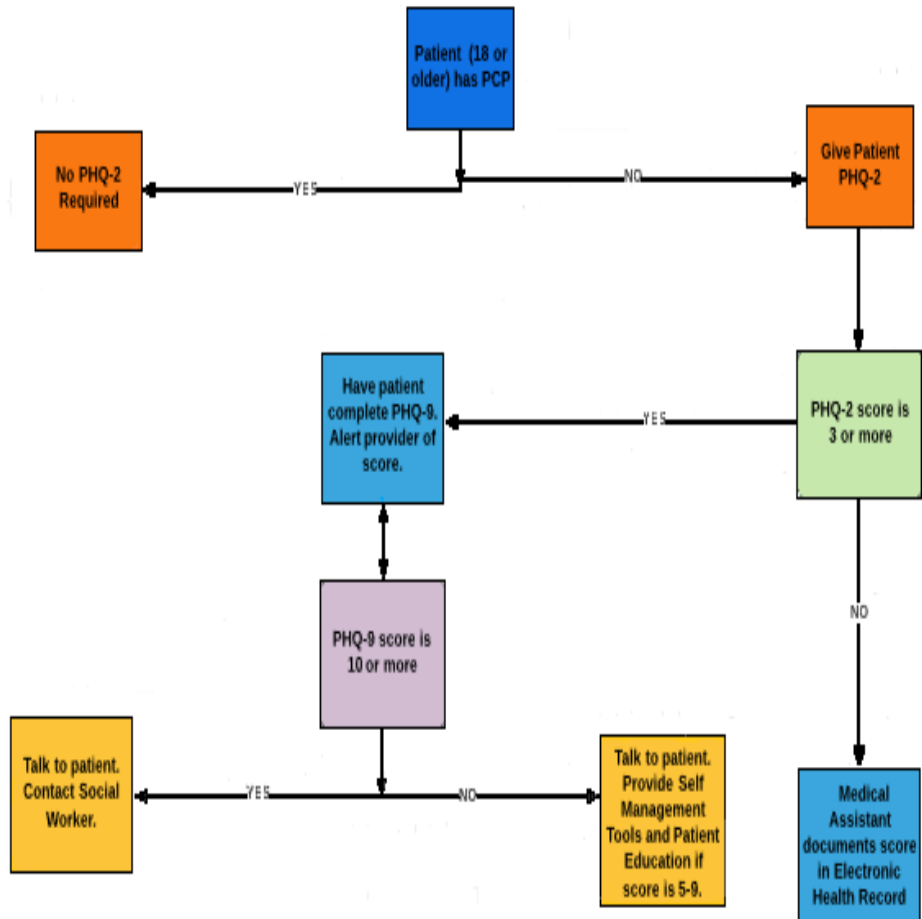 Patient (18 or
older) has PCP
No PHQ-2
Required
YES
NO
Give Patient
PHQ-2
Have patient
complete PHQ-9.
Alert provider of
score.
YES
PHQ-2 score is
3 or more
PHQ-9 score is
10 or more
NO
Talk to patient.
Contact Social
Worker.
YES
NO
Talk to patient.
Provide Self
Management
Tools and Patient
Education if
score is 5-9.
Medical
Assistant
documents score
in Electronic
Health Record